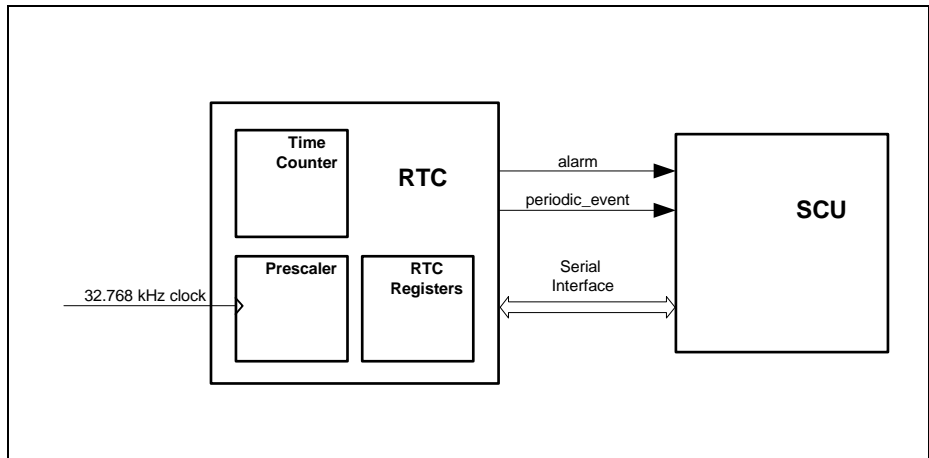 Time
Counter
RTC
alarm
periodic_event
SCU
Prescaler
RTC
Registers
Serial
Interface
32.768 kHz clock